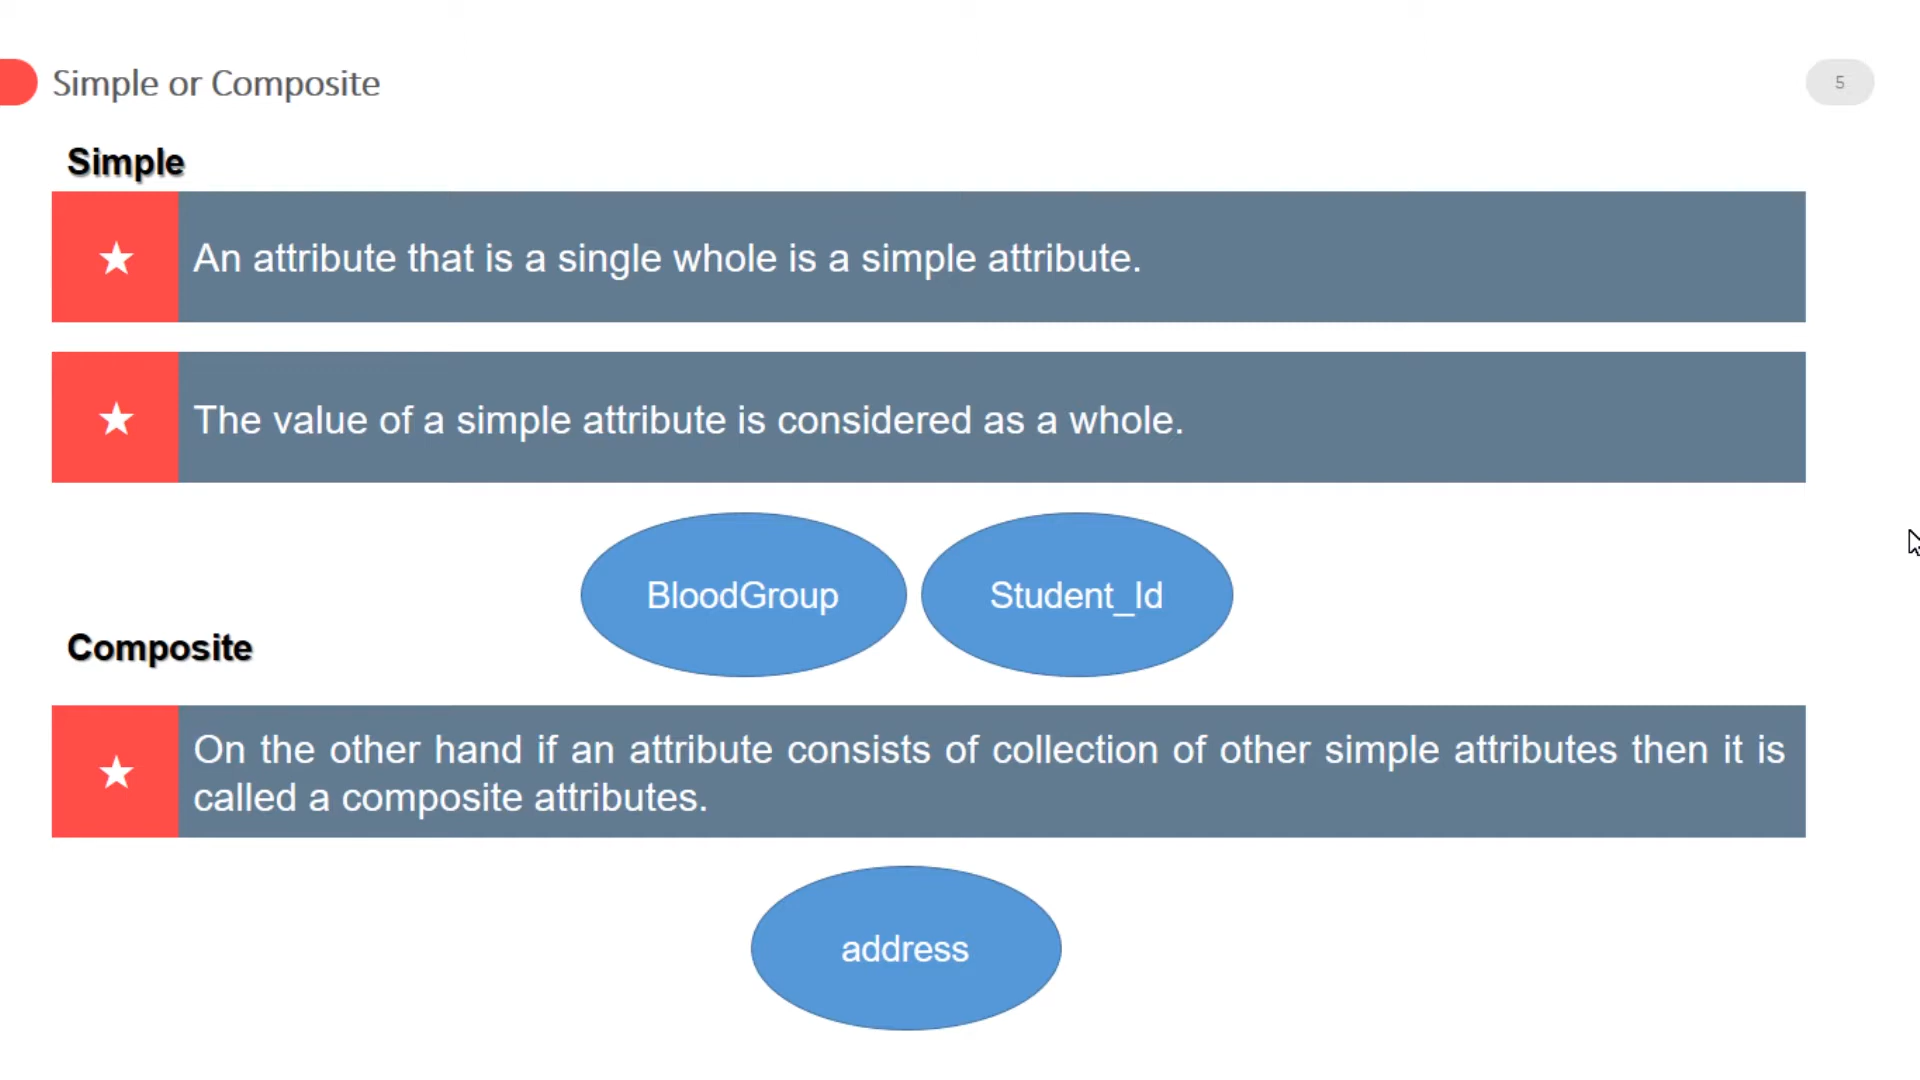 Simple or Composite
5
Simple
An attribute that is a single whole is a simple attribute.
The value of a simple attribute is considered as a whole.
BloodGroup
Student_Id
Composite
On the other hand if an attribute consists of collection of other simple attributes then it is
called a composite attributes.
address